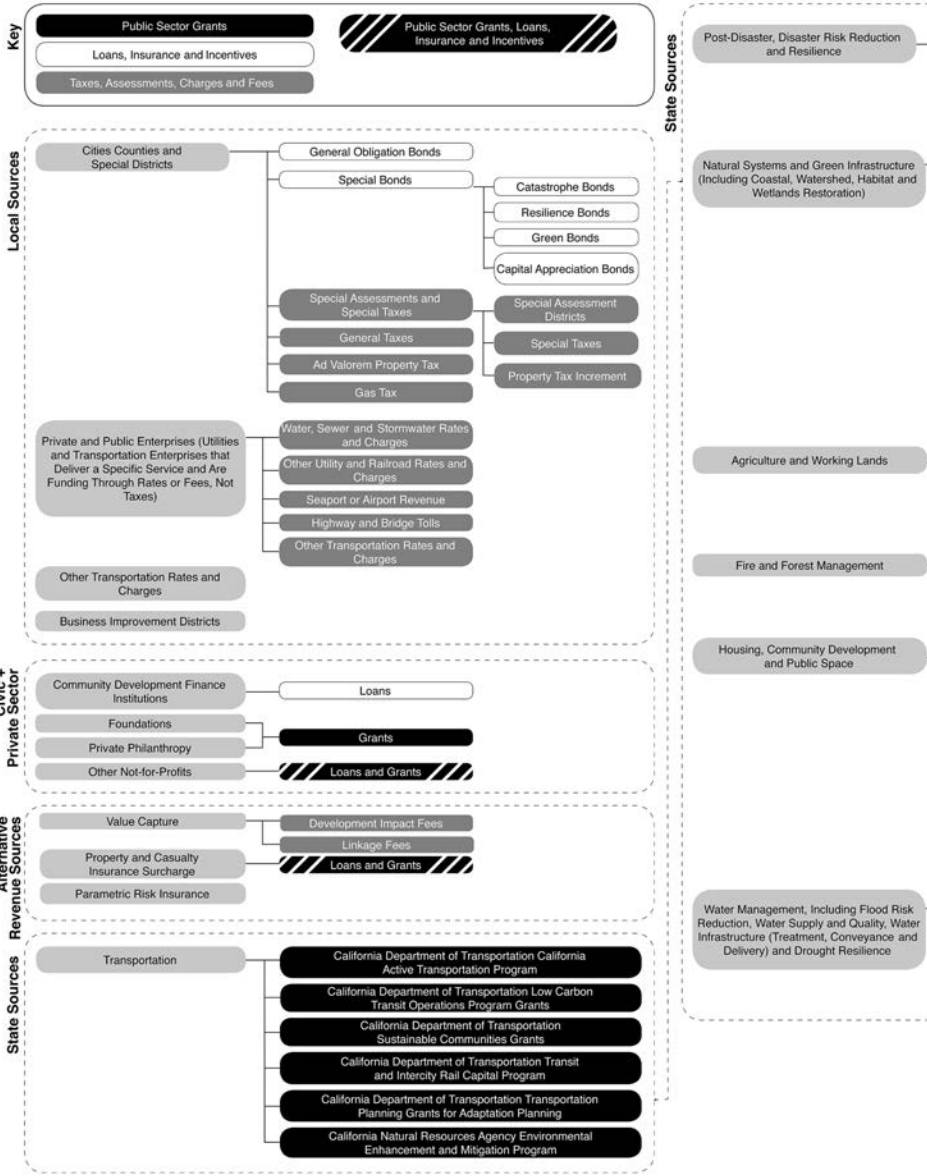 Key
Public Sector Grants
Loans, Insurance and Incentives
Taxes, Assessments, Charges and Fees
Public Sector Grants, Loans,
Insurance and Incentives
Local Sources
Cities Counties and
Special Districts
General Obligation Bonds
Special Bonds
Catastrophe Bonds
Resilience Bonds
Green Bonds
Capital Appreciation Bonds
Special Assessments and
Special Taxes
Special Assessment
Districts
General Taxes
Special Taxes
Ad Valorem Property Tax
Property Tax Increment
Gas Tax
Private and Public Enterprises (Utilities
and Transportation Enterprises that
Deliver a Specific Service and Are
Funding Through Rates or Fees, Not
Taxes)
Water, Sewer and Stormwater Rates
and Charges
Other Utility and Railroad Rates and
Charges
Seaport or Airport Revenue
Highway and Bridge Tolls
Other Transportation Rates and
Charges
Other Transportation Rates and
Charges
Business Improvement Districts
Civic +
Private Sector
Community Development Finance
Institutions
Loans
Foundations
Private Philanthropy
Grants
Other Not-for-Profits
Loans and Grants
Alternative
Revenue Sources
Value Capture
Development Impact Fees
Linkage Fees
Property and Casualty
Insurance Surcharge
Loans and Grants
Parametric Risk Insurance
State Sources
Transportation
California Department of Transportation California
Active Transportation Program
California Department of Transportation Low Carbon
Transit Operations Program Grants
California Department of Transportation
Sustainable Communities Grants
California Department of Transportation Transit
and Intercity Rail Capital Program
California Department of Transportation Transportation
Planning Grants for Adaptation Planning
California Natural Resources Agency Environmental
Enhancement and Mitigation Program
State Sources
Post-Disaster, Disaster Risk Reduction
and Resilience
Natural Systems and Green Infrastructure
(Including Coastal, Watershed, Habitat and
Wetlands Restoration)
Agriculture and Working Lands
Fire and Forest Management
Housing, Community Development
and Public Space
Water Management, Including Flood Risk
Reduction, Water Supply and Quality, Water
Infrastructure (Treatment, Conveyance and
Delivery) and Drought Resilience